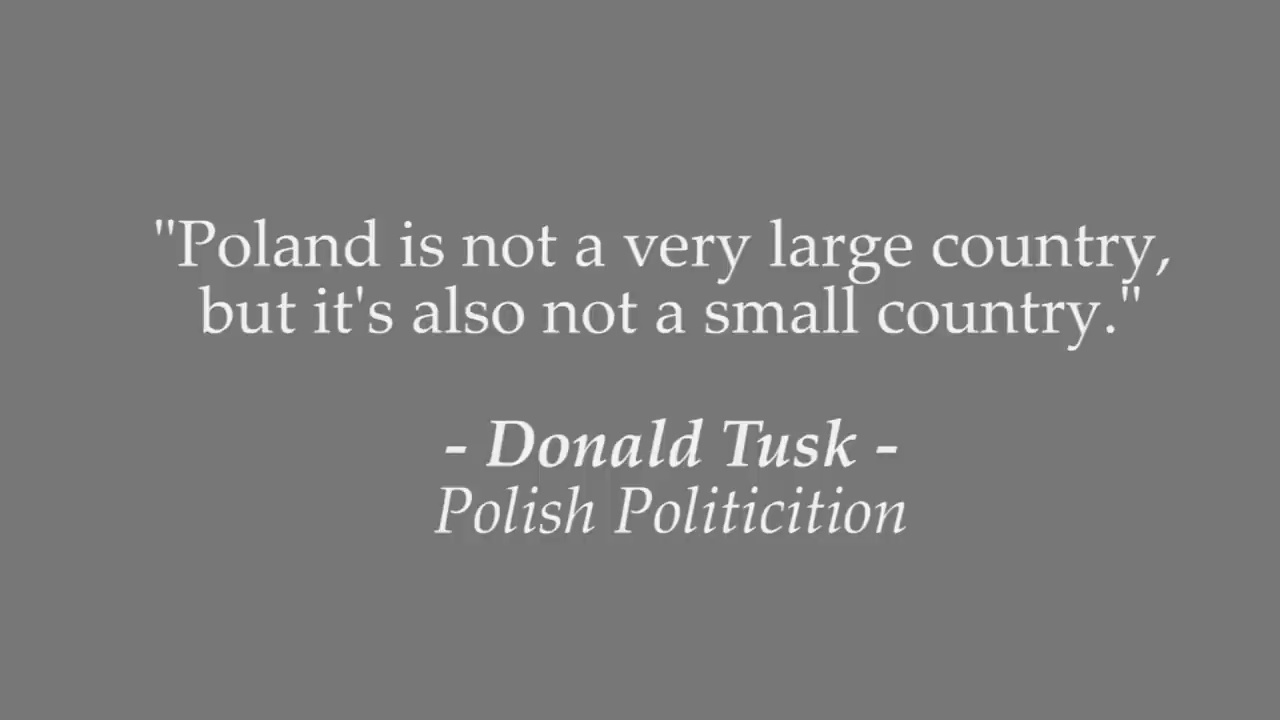 "Poland is not a very large country,
but it's also not a small country."
- Donald Tusk -
Polish Politicition